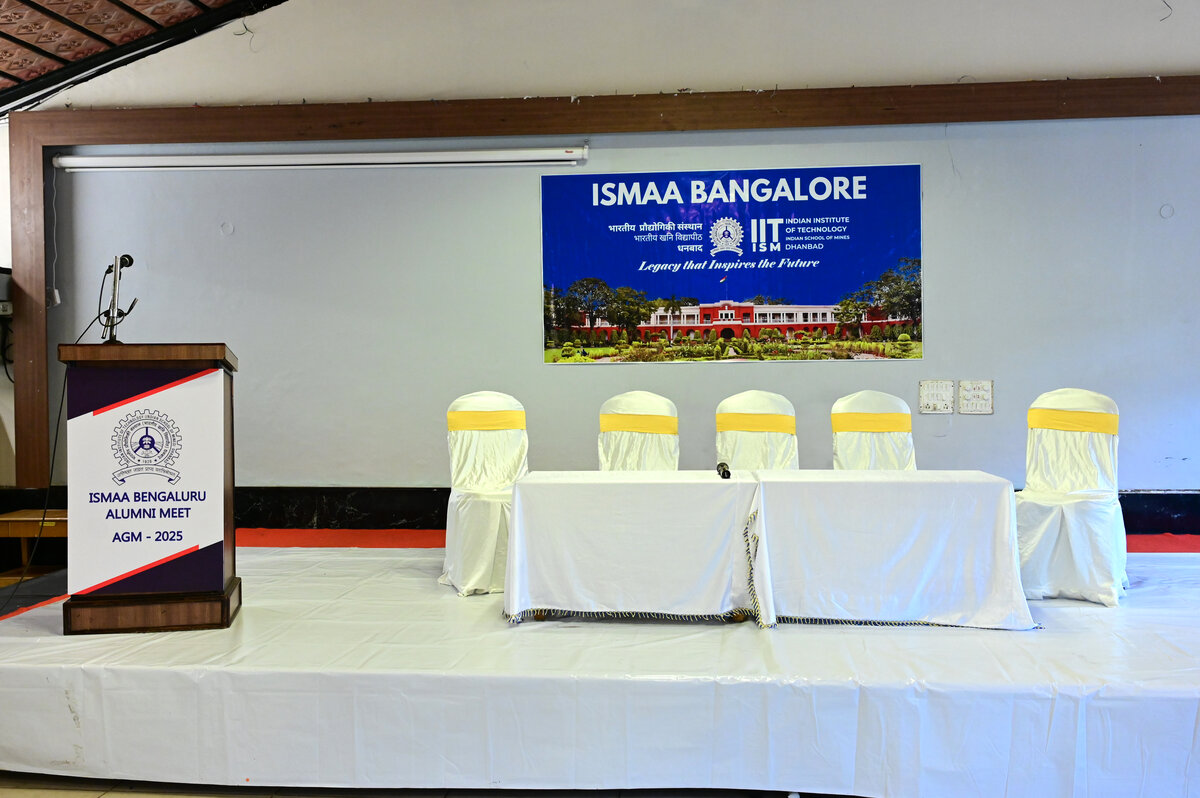 ISMAA BANGALORE
भारतीय प्रौद्योगिकी संस्थान
भारतीय खनि विद्यापीठ
धनबाद
IIT
ISM
INDIAN INSTITUTE
OF TECHNOLOGY
INDIAN SCHOOL OF MINES
DHANBAD
Legacy that Inspires the Future
1926
ISMAA BENGALURU
ALUMNI MEET
AGM - 2025